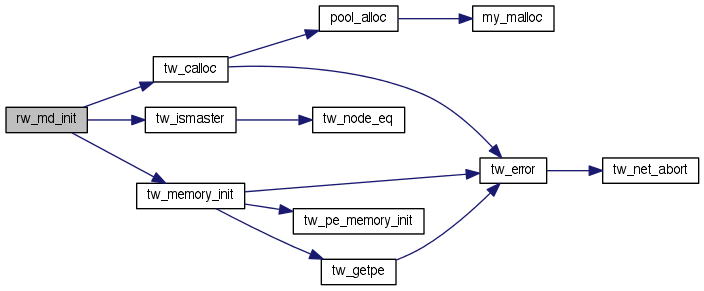 pool_alloc
my_malloc
tw_calloc
rw_md_init
tw_ismaster
tw_node_eq
tw_error
tw_net_abort
tw_memory_init
tw_pe_memory_init
tw_getpe